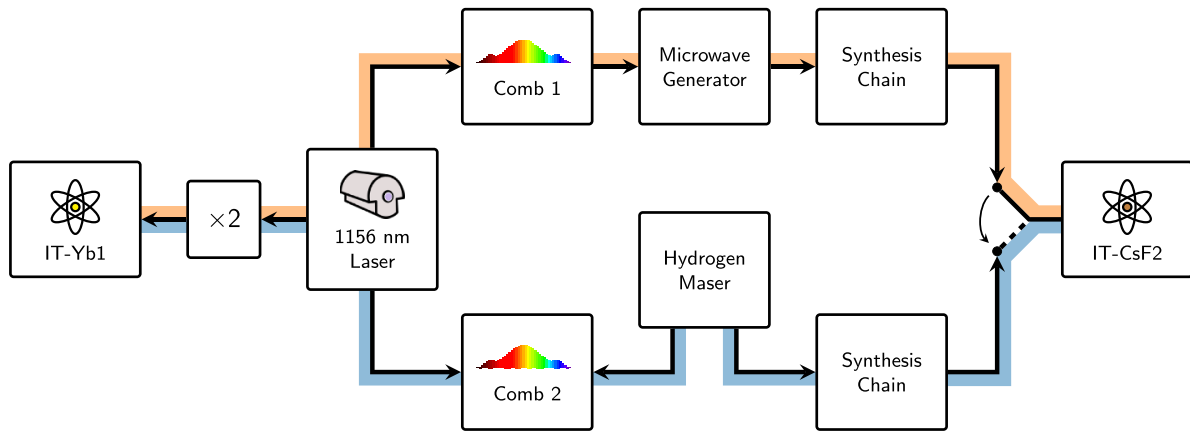 Comb 1
Microwave
Generator
Synthesis
Chain
IT-Yb1
×2
1156 nm
Laser
Hydrogen
Maser
IT-CsF2
Comb 2
Synthesis
Chain